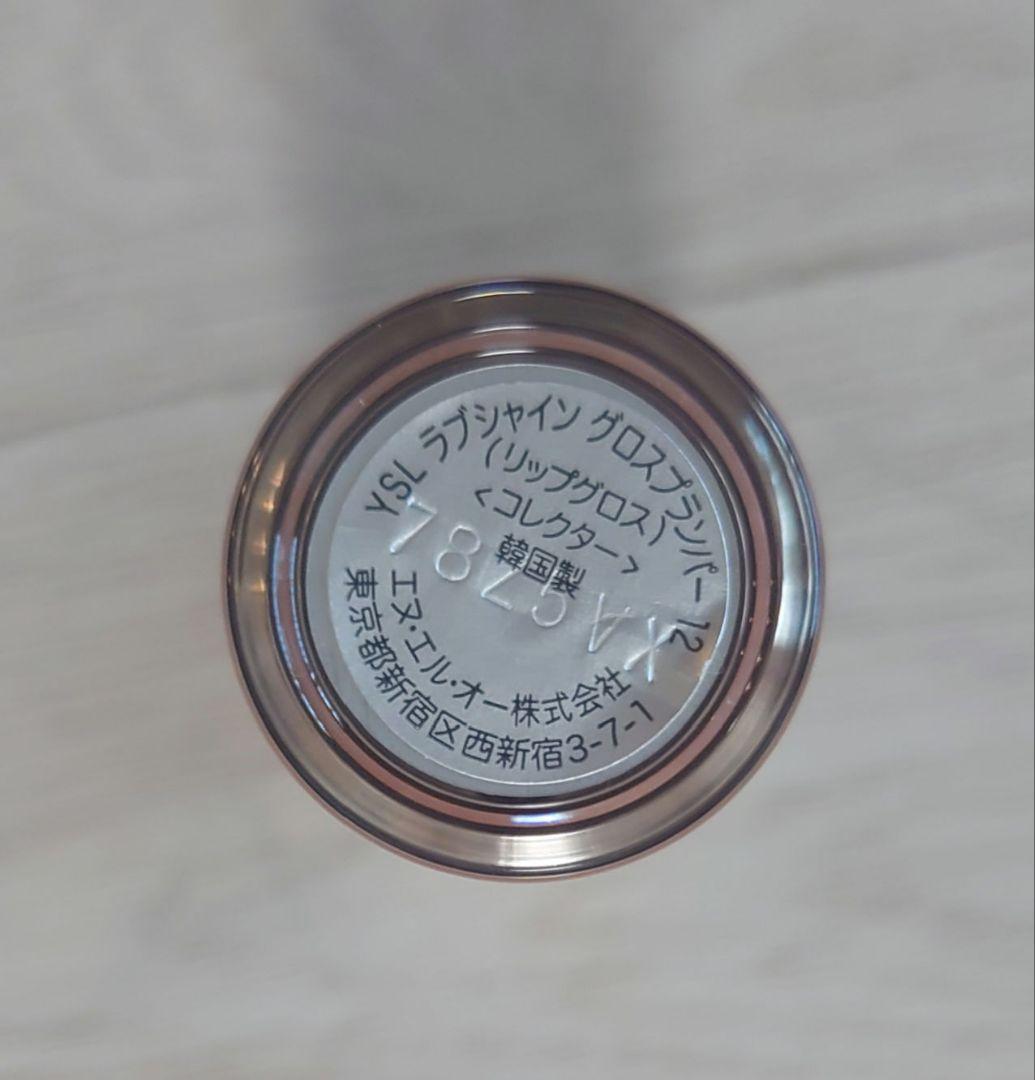 YSL ラブシャイン グロスプランパー 12
(リップグロス)
<コレクター>
韓国製
エヌ・エル・オー株式会社
東京都新宿区西新宿3-7-1